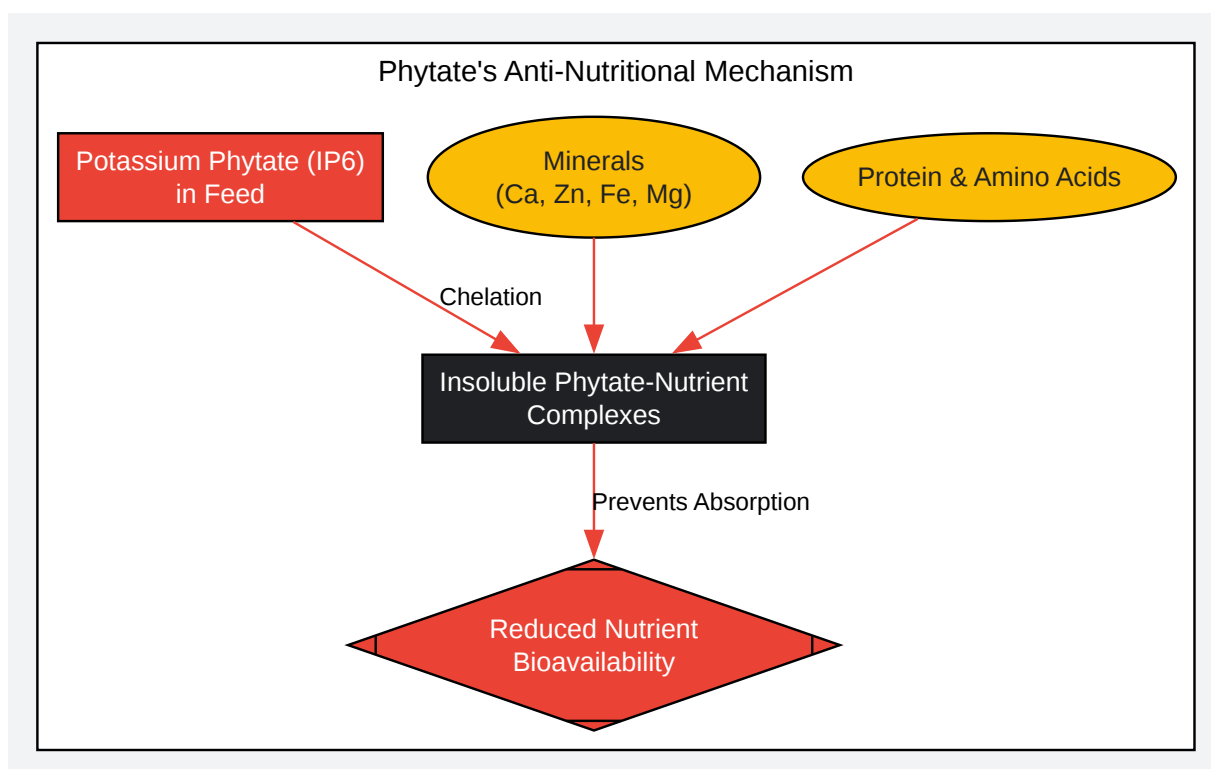 Phytate's Anti-Nutritional Mechanism
Potassium Phytate (IP6)
in Feed
Minerals
(Ca, Zn, Fe, Mg)
Protein & Amino Acids
Chelation
Insoluble Phytate-Nutrient
Complexes
Prevents Absorption
Reduced Nutrient
Bioavailability